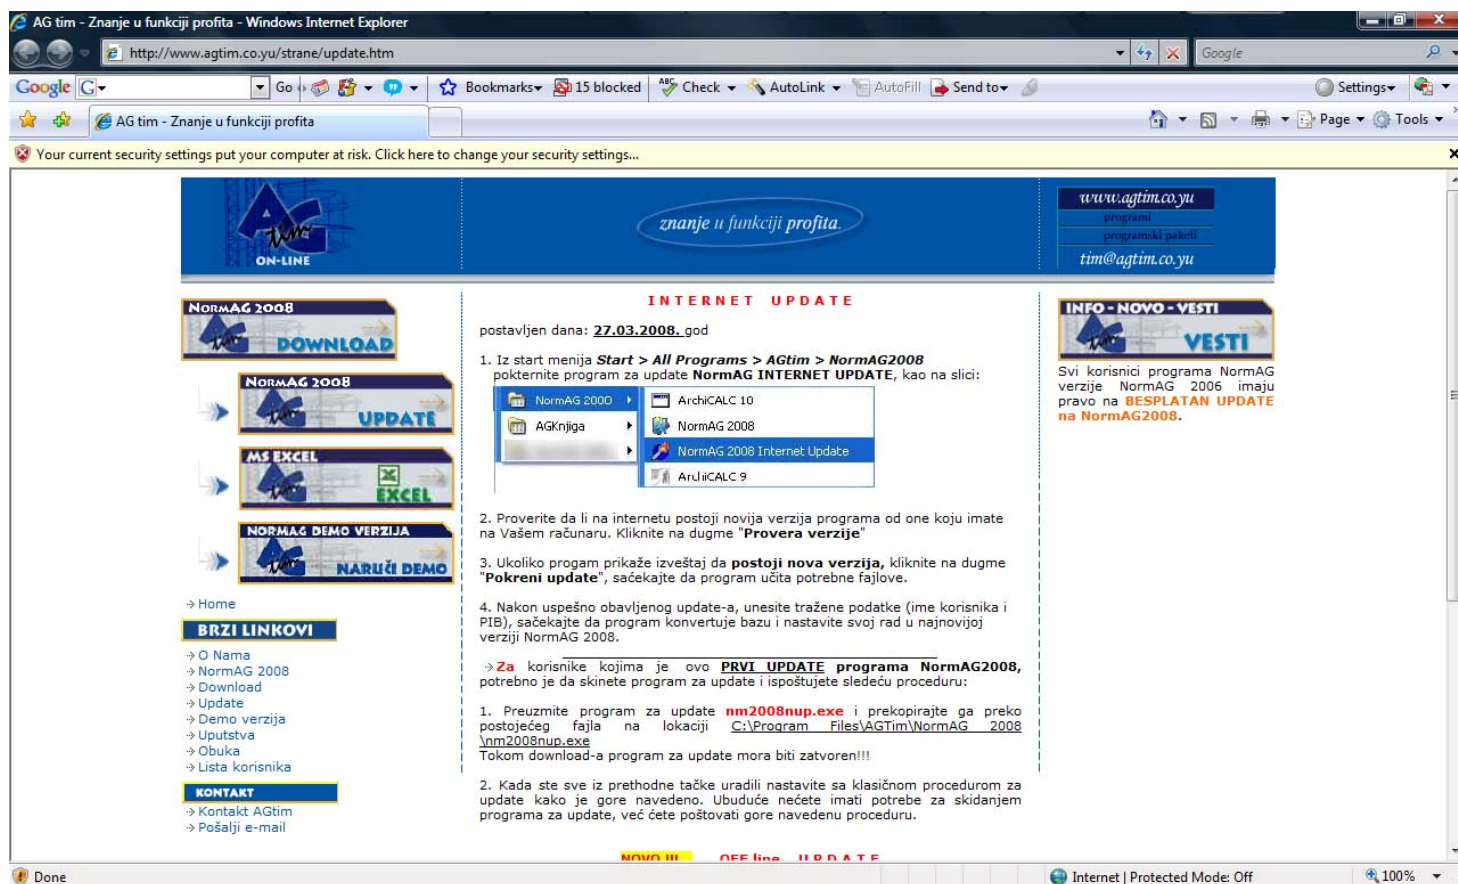 AG tim - Znanje u funkciji profita - Windows Internet Explorer
http://www.agtim.co.yu/strane/update.htm
Google
Google G Go Bookmarks 15 blocked ABC Check AutoLink AutoFill Send to Settings
AG tim - Znanje u funkciji profita
Page Tools
Your current security settings put your computer at risk. Click here to change your security settings...
AG tim
ON-LINE
znanje u funkciji profita.
www.agtim.co.yu
programi
programski paketi
tim@agtim.co.yu
NORMAG 2008
DOWNLOAD
NORMAG 2008
UPDATE
MS EXCEL
EXCEL
NORMAG DEMO VERZIJA
NARUČI DEMO
Home
BRZI LINKOVI
O Nama
NormAG 2008
Download
Update
Demo verzija
Uputstva
Obuka
Lista korisnika
KONTAKT
Kontakt AGtim
Pošalji e-mail
INTERNET UPDATE
postavljen dana: 27.03.2008. god
1. Iz start menija Start > All Programs > AGtim > NormAG2008
pokternite program za update NormAG INTERNET UPDATE, kao na slici:
NormAG 2000
AGKnjiga
ArchiCALC 10
NormAG 2008
NormAG 2008 Internet Update
ArchiCALC 9
2. Proverite da li na internetu postoji novija verzija programa od one koju imate
na Vašem računaru. Kliknite na dugme "Provera verzije"
3. Ukoliko progam prikaže izveštaj da postoji nova verzija, kliknite na dugme
"Pokreni update", saćekajte da program učita potrebne fajlove.
4. Nakon uspešno obavljenog update-a, unesite tražene podatke (ime korisnika i
PIB), sačekajte da program konvertuje bazu i nastavite svoj rad u najnovijoj
verziji NormAG 2008.
Za korisnike kojima je ovo PRVI UPDATE programa NormAG2008,
potrebno je da skinete program za update i ispoštujete sledeću proceduru:
1. Preuzmite program za update nm2008nup.exe i prekopirajte ga preko
postojećeg fajla na lokaciji C:\Program Files\AGTim\NormAG 2008
\nm2008nup.exe
Tokom download-a program za update mora biti zatvoren!!!
2. Kada ste sve iz prethodne tačke uradili nastavite sa klasičnom procedurom za
update kako je gore navedeno. Ubuduće nećete imati potrebe za skidanjem
programa za update, već ćete poštovati gore navedenu proceduru.
NOVO !!! OFF line UPDATE
INFO - NOVO - VESTI
VESTI
Svi korisnici programa NormAG
verzije NormAG 2006 imaju
pravo na BESPLATAN UPDATE
na NormAG2008.
Done
Internet | Protected Mode: Off
100%